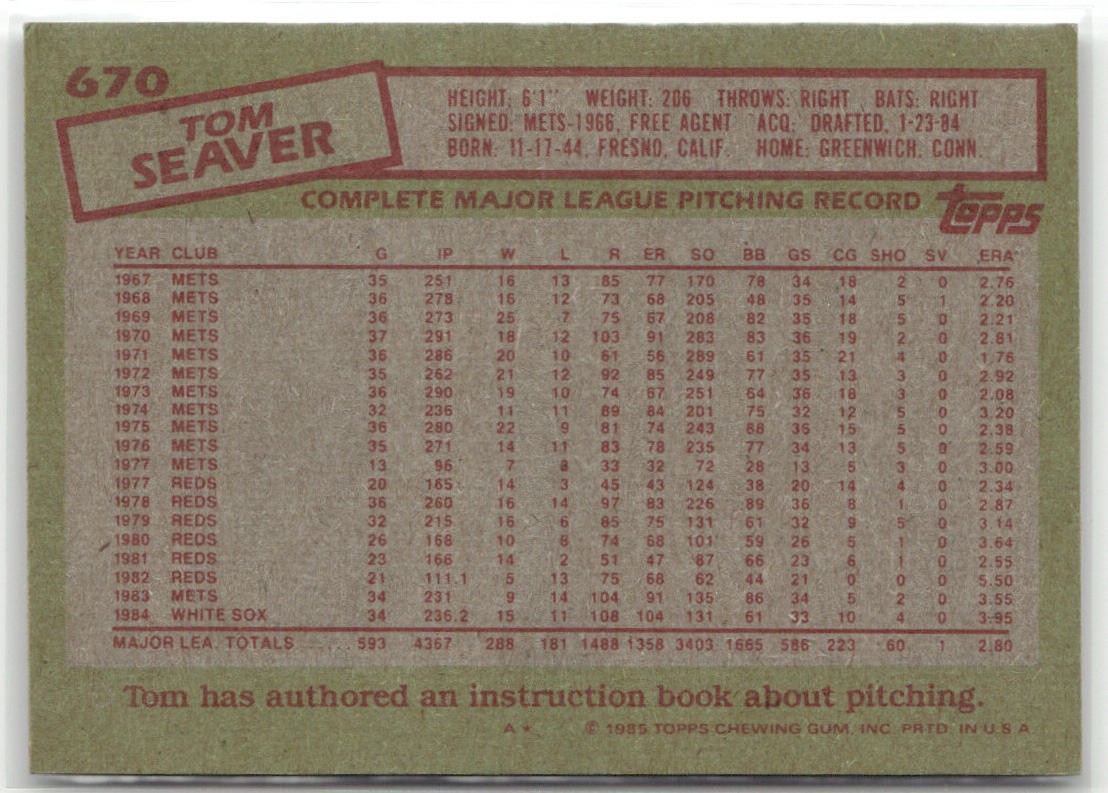 670
TOM
SEAVER
HEIGHT: 6'1" WEIGHT: 206 THROWS: RIGHT BATS: RIGHT
SIGNED: METS-1966, FREE AGENT ACQ: DRAFTED, 1-23-84
BORN: 11-17-44, FRESNO, CALIF. HOME: GREENWICH, CONN.
COMPLETE MAJOR LEAGUE PITCHING RECORD
TOPPS
YEAR CLUB G IP W L R ER SO BB GS CG SHO SV ERA
1967 METS 35 251 16 13 85 77 170 78 34 18 2 0 2.76
1968 METS 36 278 16 12 73 68 205 48 35 14 5 1 2.20
1969 METS 36 273 25 7 75 67 208 82 35 18 5 0 2.21
1970 METS 37 291 18 12 103 91 283 83 36 19 2 0 2.81
1971 METS 36 286 20 10 61 56 289 61 35 21 4 0 1.76
1972 METS 35 262 21 12 92 85 249 77 35 13 3 0 2.92
1973 METS 36 290 19 10 74 67 251 64 36 18 3 0 2.08
1974 METS 32 236 11 11 89 84 201 75 32 12 5 0 3.20
1975 METS 36 280 22 9 81 74 243 88 36 15 5 0 2.38
1976 METS 35 271 14 11 83 78 235 77 34 13 5 0 2.59
1977 METS 13 96 7 3 33 32 72 28 13 5 3 0 3.00
1977 REDS 20 165 14 3 45 43 124 38 20 14 4 0 2.34
1978 REDS 36 260 16 14 97 83 226 89 36 8 1 0 2.87
1979 REDS 32 215 16 6 85 75 131 61 32 9 5 0 3.14
1980 REDS 26 168 10 8 74 68 101 59 26 5 1 0 3.64
1981 REDS 23 166 14 2 51 47 87 66 23 6 1 0 2.55
1982 REDS 21 111.1 5 13 75 68 62 44 21 0 0 0 5.50
1983 METS 34 231 9 14 104 91 135 86 34 5 2 0 3.55
1984 WHITE SOX 34 236.2 15 11 108 104 131 61 33 10 4 0 3.95
MAJOR LEA. TOTALS ..... 593 4367 288 181 1488 1358 3403 1665 586 223 60 1 2.80
Tom has authored an instruction book about pitching.
A* © 1985 TOPPS CHEWING GUM, INC. PRTD. IN U.S.A.